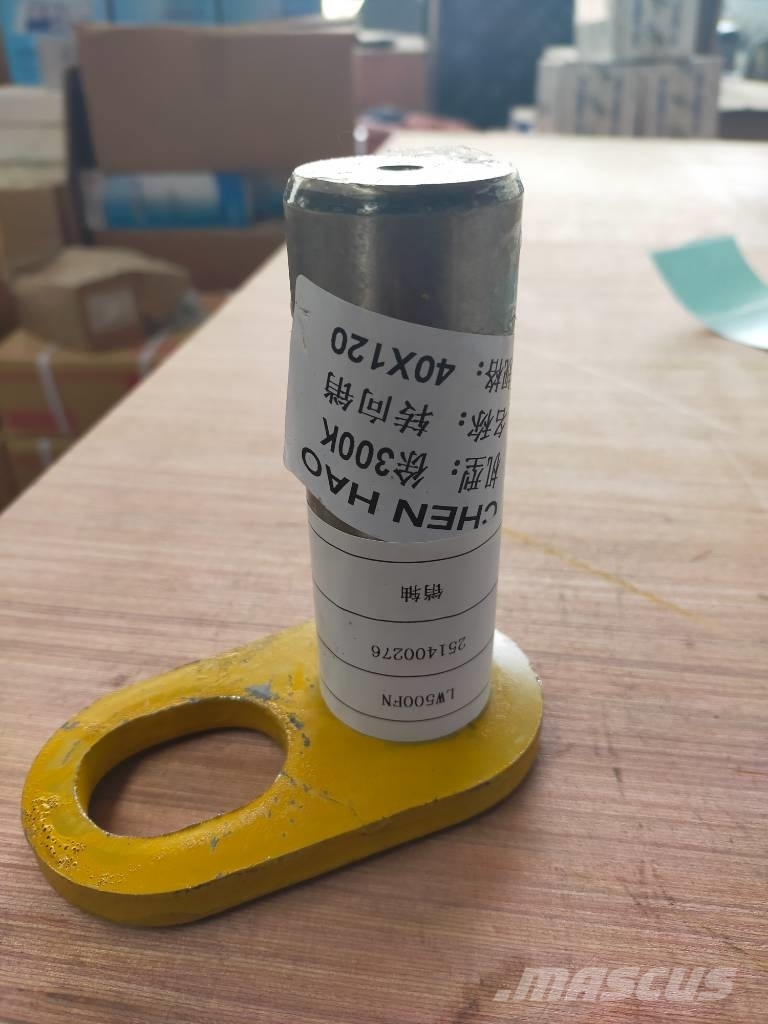 CHEN HAO
机型：徐300K
名称：转向销
规格：40X120
LW500FN
251400276
销轴
.mascus